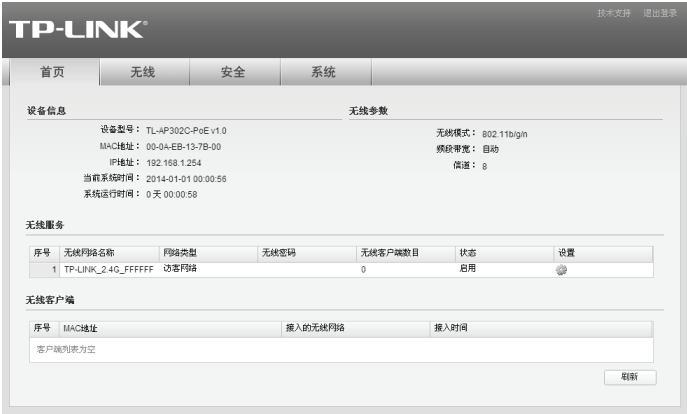 技术支持 退出登录
TP-LINK®
首页 无线 安全 系统
设备信息 无线参数
设备型号： TL-AP302C-PoE v1.0
MAC地址： 00-0A-EB-13-7B-00
IP地址： 192.168.1.254
当前系统时间： 2014-01-01 00:00:56
系统运行时间： 0 天 00:00:58
无线模式： 802.11b/g/n
频段带宽： 自动
信道： 8
无线服务
序号 无线网络名称 网络类型 无线密码 无线客户端数目 状态 设置
1 TP-LINK_2.4G_FFFFFF 访客网络 0 启用
无线客户端
序号 MAC地址 接入的无线网络 接入时间
客户端列表为空
刷新